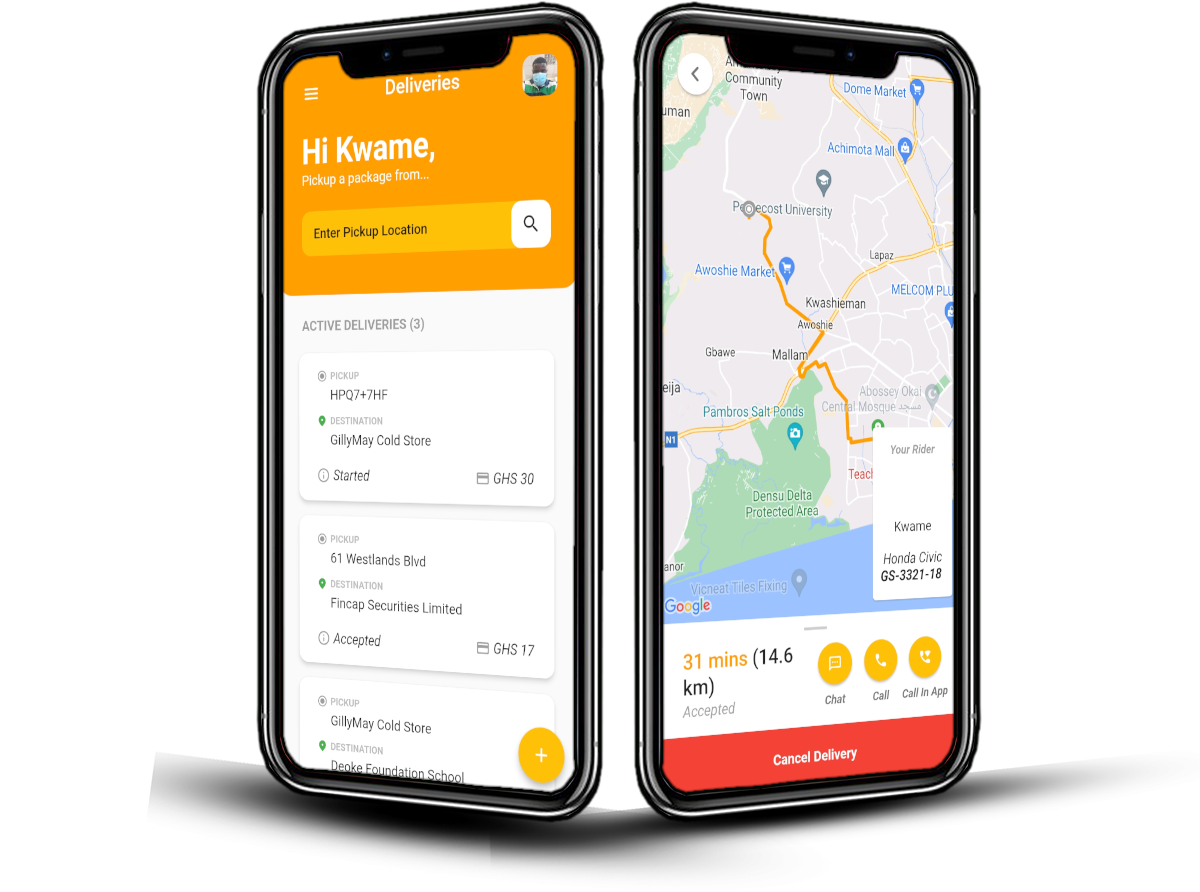 Deliveries
Hi Kwame,
Pickup a package from...
Enter Pickup Location
ACTIVE DELIVERIES (3)
PICKUP
HPQ7+7HF
DESTINATION
GillyMay Cold Store
Started
GHS 30
PICKUP
61 Westlands Blvd
DESTINATION
Fincap Securities Limited
Accepted
GHS 17
PICKUP
GillyMay Cold Store
DESTINATION
Deoke Foundation School
+
Community
Town
uman
Dome Market
Achimota Mall
Pentecost University
Lapaz
Awoshie Market
MELCOM PLU
Kwashieman
Awoshie
Gbawe
Mallam
eija
Abossey Okai
Central Mosque مسجد
Pambros Salt Ponds
N1
Your Rider
Teach
Densu Delta
Protected Area
Kwame
Honda Civic
GS-3321-18
anor
Vicneat Tiles Fixing
Google
31 mins (14.6
km)
Accepted
Chat
Call
Call In App
Cancel Delivery